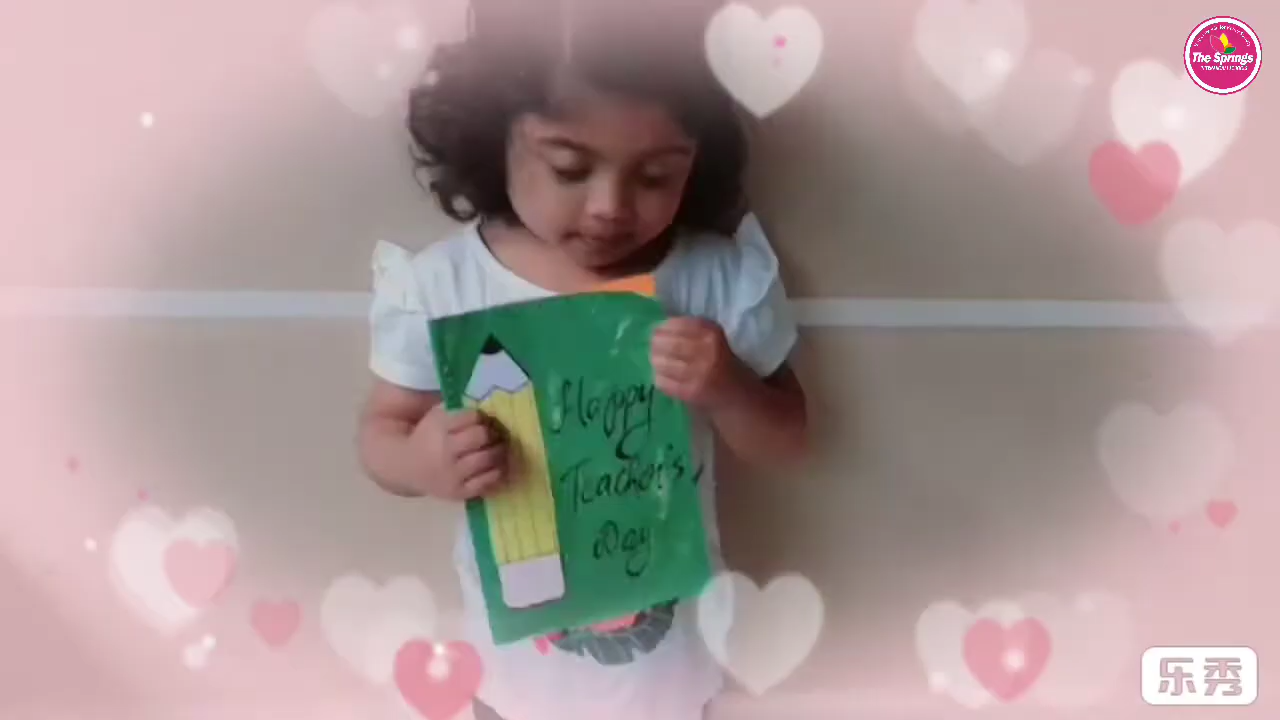 The Springs
Happy
Teacher's
Day
乐秀